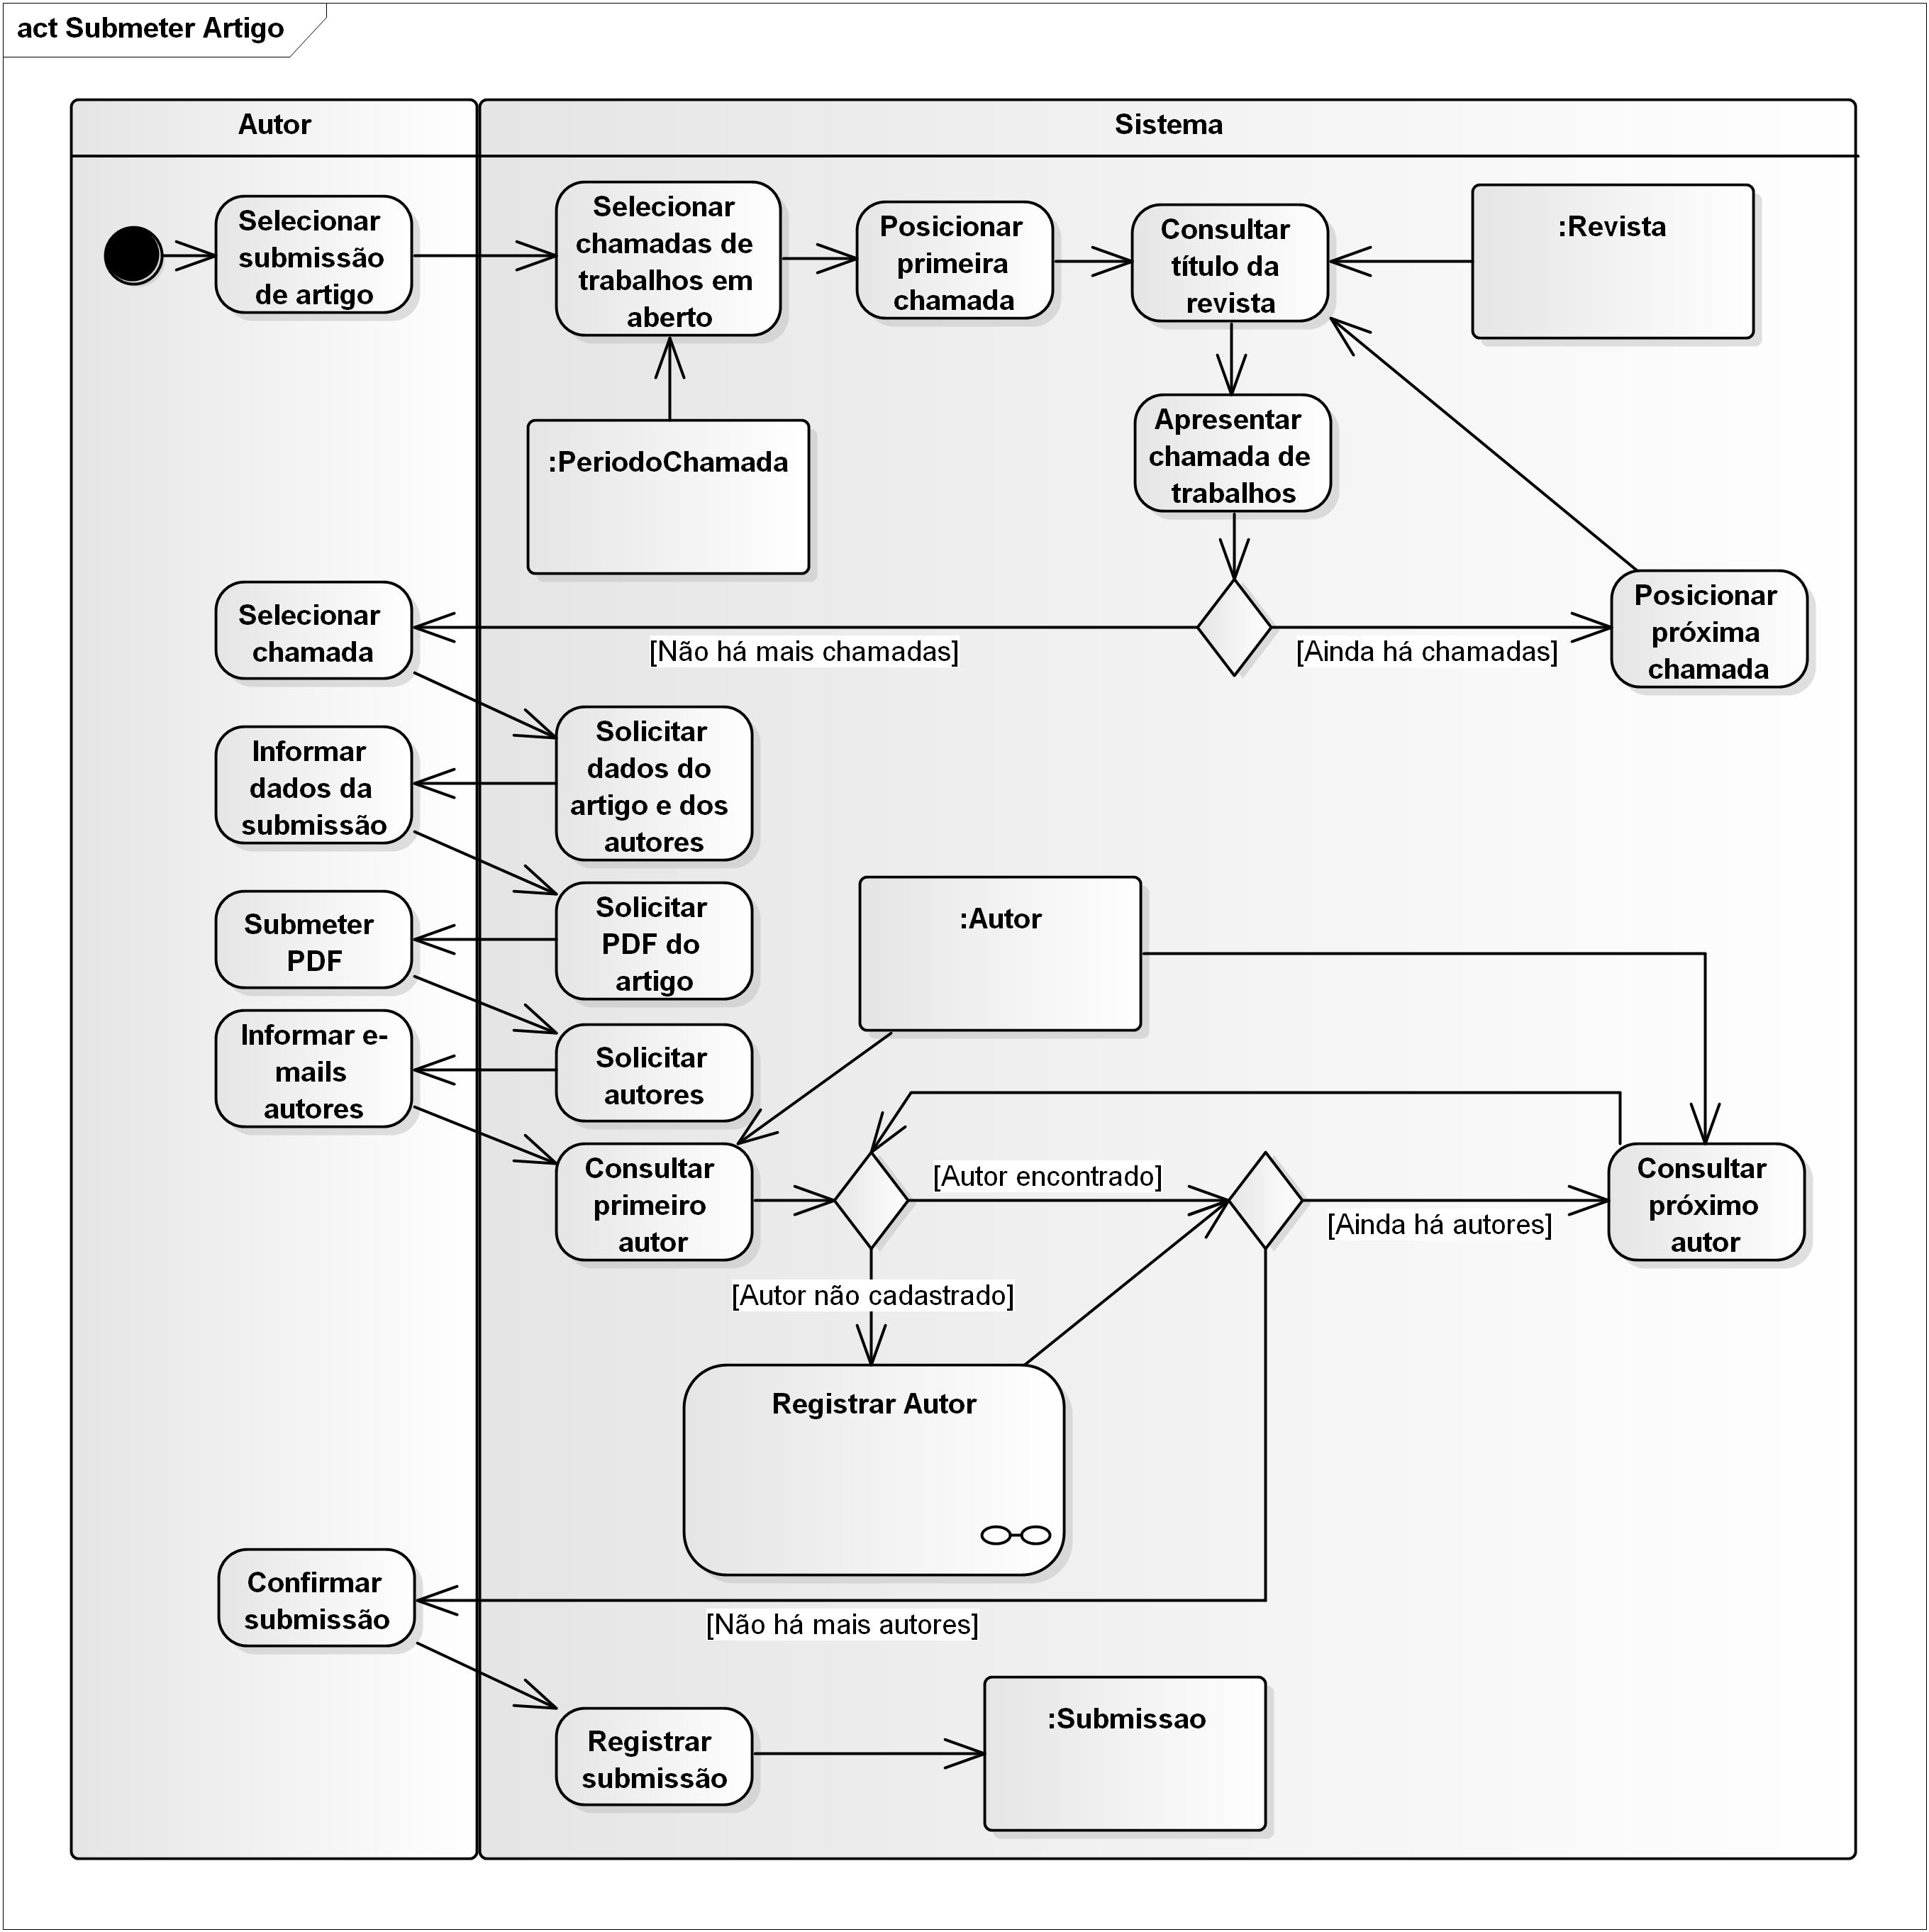 act Submeter Artigo
Autor
Sistema
Selecionar
submissão
de artigo
Selecionar
chamadas de
trabalhos em
aberto
Posicionar
primeira
chamada
Consultar
título da
revista
:Revista
:PeriodoChamada
Apresentar
chamada de
trabalhos
Selecionar
chamada
[Não há mais chamadas]
[Ainda há chamadas]
Posicionar
próxima
chamada
Solicitar
dados do
artigo e dos
autores
Informar
dados da
submissão
Solicitar
PDF do
artigo
Submeter
PDF
:Autor
Solicitar
autores
Informar e-
mails
autores
Consultar
primeiro
autor
[Autor encontrado]
[Ainda há autores]
Consultar
próximo
autor
[Autor não cadastrado]
Registrar Autor
Confirmar
submissão
[Não há mais autores]
Registrar
submissão
:Submissao